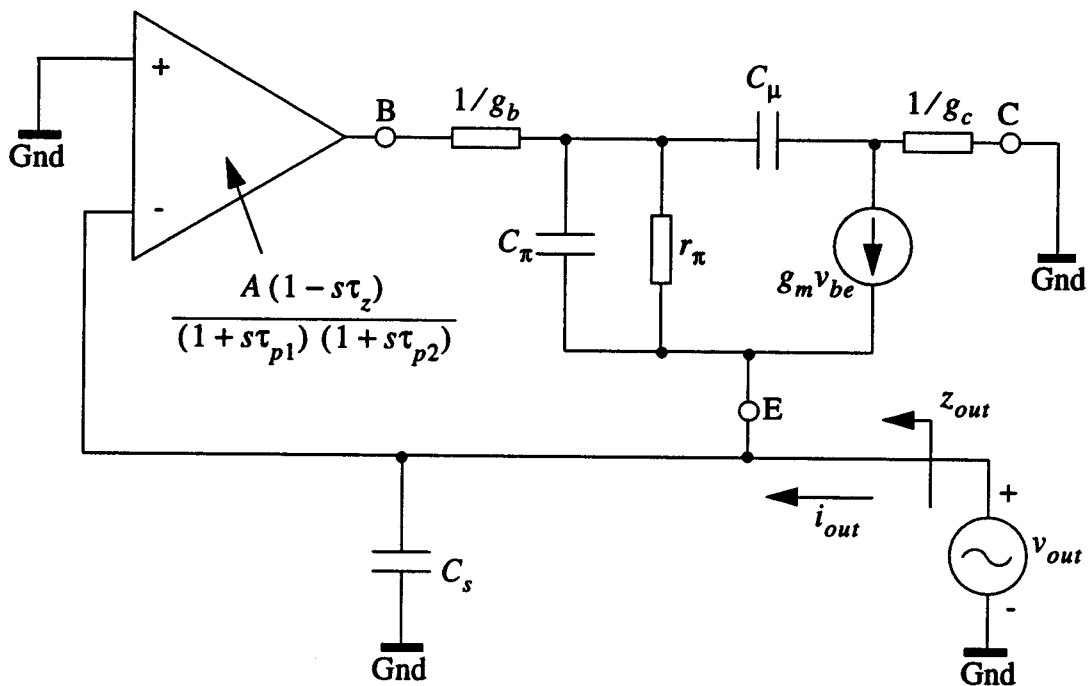 +
Gnd
-
B
1/g_b
C_μ
1/g_c
C
Gnd
C_π
r_π
g_m v_be
A(1 − sτ_z)
(1 + sτ_p1) (1 + sτ_p2)
E
z_out
i_out
+
v_out
-
C_s
Gnd
Gnd